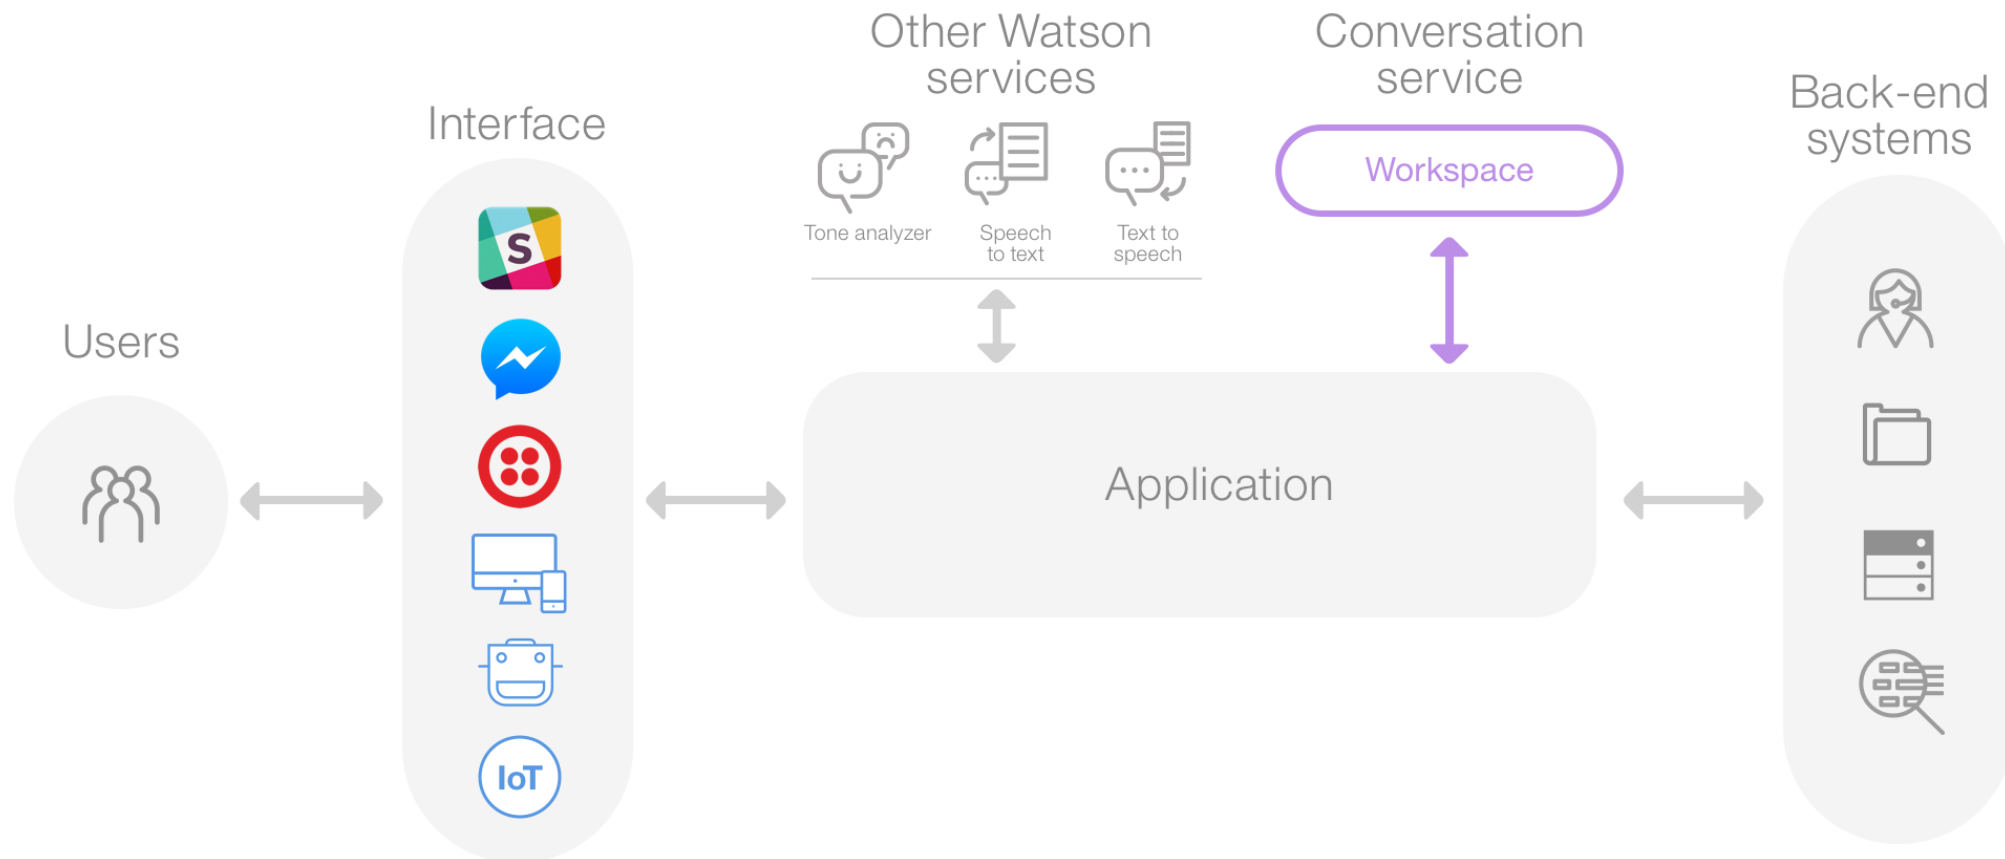 Users
Interface
S
IoT
Other Watson
services
Tone analyzer
Speech
to text
Text to
speech
Conversation
service
Workspace
Application
Back-end
systems